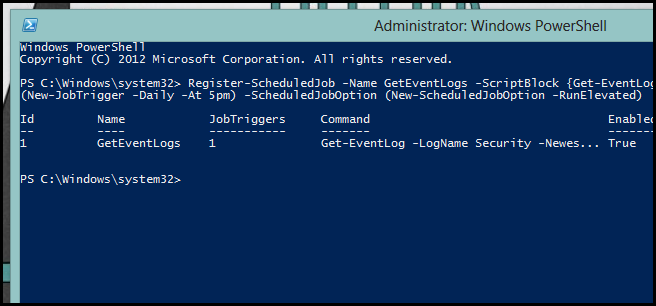 Administrator: Windows PowerShell
Windows PowerShell
Copyright (C) 2012 Microsoft Corporation. All rights reserved.
PS C:\Windows\system32> Register-ScheduledJob -Name GetEventLogs -ScriptBlock {Get-EventLog
(New-JobTrigger -Daily -At 5pm) -ScheduledJobOption (New-ScheduledJobOption -RunElevated)
Id Name JobTriggers Command Enabled
-- ---- ----------- ------- -------
1 GetEventLogs 1 Get-EventLog -LogName Security -Newes... True
PS C:\Windows\system32>